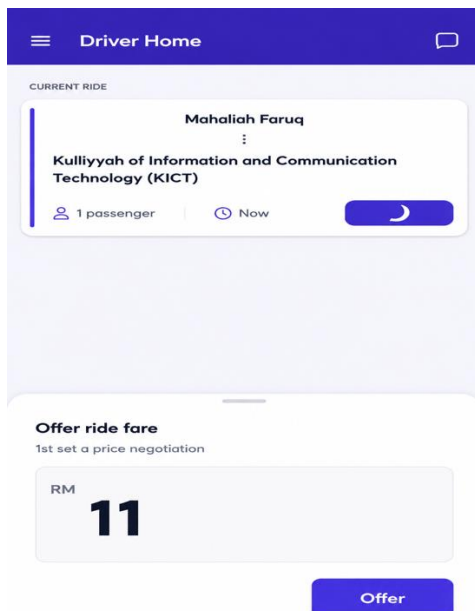 Driver Home
CURRENT RIDE
Mahaliah Faruq
Kulliyyah of Information and Communication
Technology (KICT)
1 passenger
Now
Offer ride fare
1st set a price negotiation
RM
11
Offer